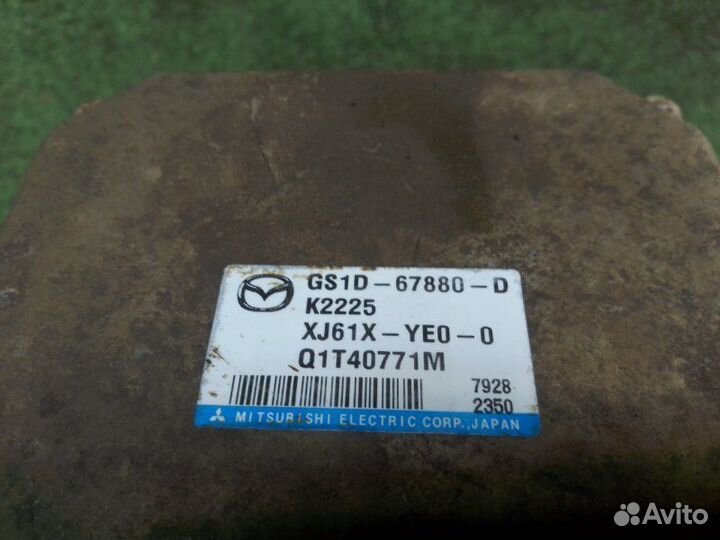 GS1D-67880-D
K2225
XJ61X-YE0-0
Q1T40771M
7928
2350
MITSUBISHI ELECTRIC CORP., JAPAN
Avito